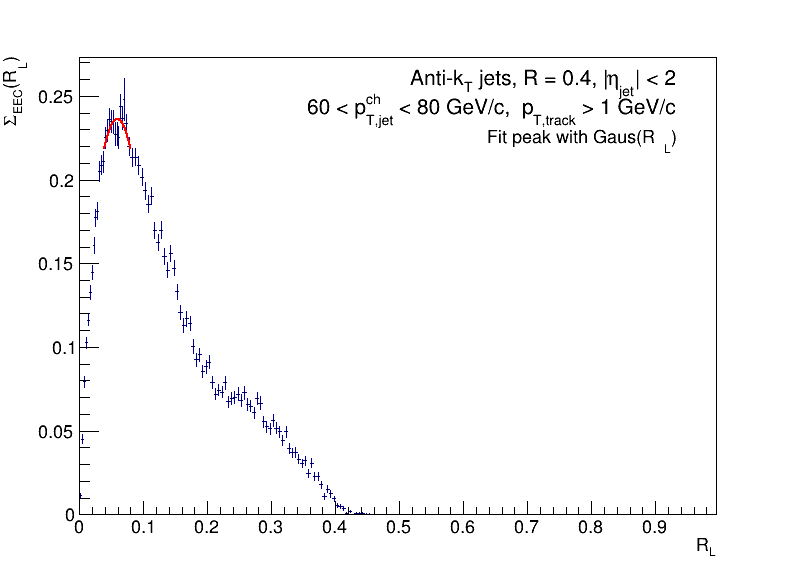 Σ_EEC(R_L)
Anti-k_T jets, R = 0.4, |η_jet| < 2
60 < p^ch_T,jet < 80 GeV/c, p_T,track > 1 GeV/c
Fit peak with Gaus(R_L)
0.25
0.2
0.15
0.1
0.05
0
0 0.1 0.2 0.3 0.4 0.5 0.6 0.7 0.8 0.9
R_L